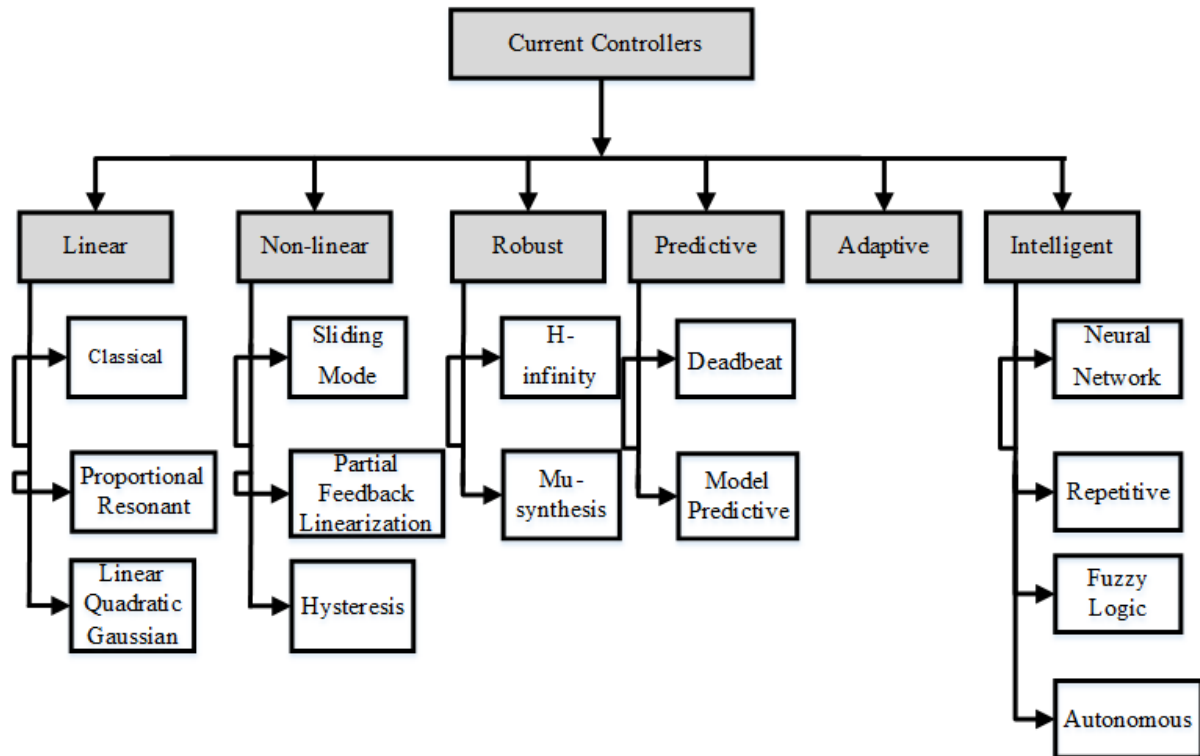 Current Controllers
Linear
Non-linear
Robust
Predictive
Adaptive
Intelligent
Classical
Sliding
Mode
H-
infinity
Deadbeat
Neural
Network
Proportional
Resonant
Partial
Feedback
Linearization
Mu-
synthesis
Model
Predictive
Repetitive
Linear
Quadratic
Gaussian
Hysteresis
Fuzzy
Logic
Autonomous